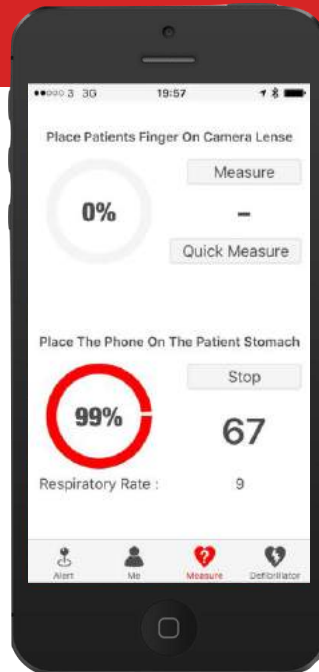 3 3G 19:57
Place Patients Finger On Camera Lense
Measure
0%
–
Quick Measure
Place The Phone On The Patient Stomach
Stop
99%
67
Respiratory Rate : 9
Alert Me Measure Defibrillator